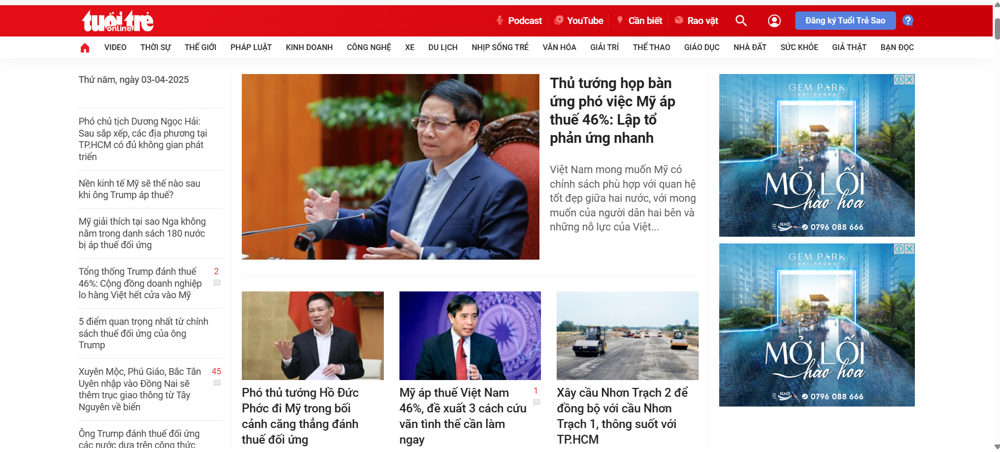 tuổi trẻ
online
Podcast
YouTube
Cần biết
Rao vặt
Đăng ký Tuổi Trẻ Sao
?
VIDEO
THỜI SỰ
THẾ GIỚI
PHÁP LUẬT
KINH DOANH
CÔNG NGHỆ
XE
DU LỊCH
NHỊP SỐNG TRẺ
VĂN HÓA
GIẢI TRÍ
THỂ THAO
GIÁO DỤC
NHÀ ĐẤT
SỨC KHỎE
GIẢ THẬT
BẠN ĐỌC
Thứ năm, ngày 03-04-2025
Phó chủ tịch Dương Ngọc Hải:
Sau sắp xếp, các địa phương tại
TP.HCM có đủ không gian phát
triển
Nền kinh tế Mỹ sẽ thế nào sau
khi ông Trump áp thuế?
Mỹ giải thích tại sao Nga không
nằm trong danh sách 180 nước
bị áp thuế đối ứng
Tổng thống Trump đánh thuế
46%: Cộng đồng doanh nghiệp
lo hàng Việt hết cửa vào Mỹ
2
5 điểm quan trọng nhất từ chính
sách thuế đối ứng của ông
Trump
Xuyên Mộc, Phú Giáo, Bắc Tân
Uyên nhập vào Đồng Nai sẽ
thêm trục giao thông từ Tây
Nguyên về biển
45
Ông Trump đánh thuế đối ứng
các nước dựa trên công thức
Thủ tướng họp bàn
ứng phó việc Mỹ áp
thuế 46%: Lập tổ
phản ứng nhanh
Việt Nam mong muốn Mỹ có
chính sách phù hợp với quan hệ
tốt đẹp giữa hai nước, với mong
muốn của người dân hai bên và
những nỗ lực của Việt...
Phó thủ tướng Hồ Đức
Phớc đi Mỹ trong bối
cảnh căng thẳng đánh
thuế đối ứng
Mỹ áp thuế Việt Nam
46%, đề xuất 3 cách cứu
vãn tình thế cần làm
ngay
1
Xây cầu Nhơn Trạch 2 để
đồng bộ với cầu Nhơn
Trạch 1, thông suốt với
TP.HCM
GEM PARK
HẢI PHÒNG
MỞ LỐI
hào hoa
N.H.O
0796 088 666
GEM PARK
HẢI PHÒNG
MỞ LỐI
hào hoa
N.H.O
0796 088 666